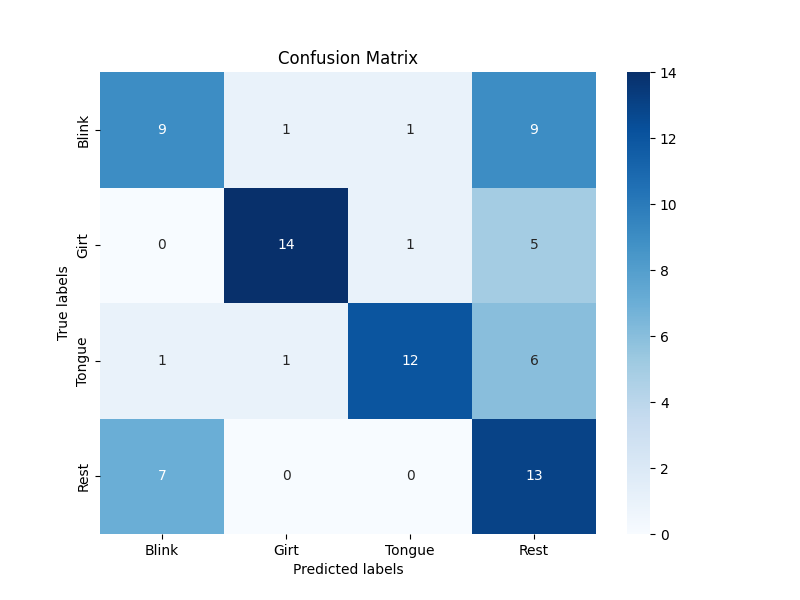 Confusion Matrix
Blink 9 1 1 9
Girt 0 14 1 5
Tongue 1 1 12 6
Rest 7 0 0 13
Blink Girt Tongue Rest
Predicted labels
True labels
14
12
10
8
6
4
2
0